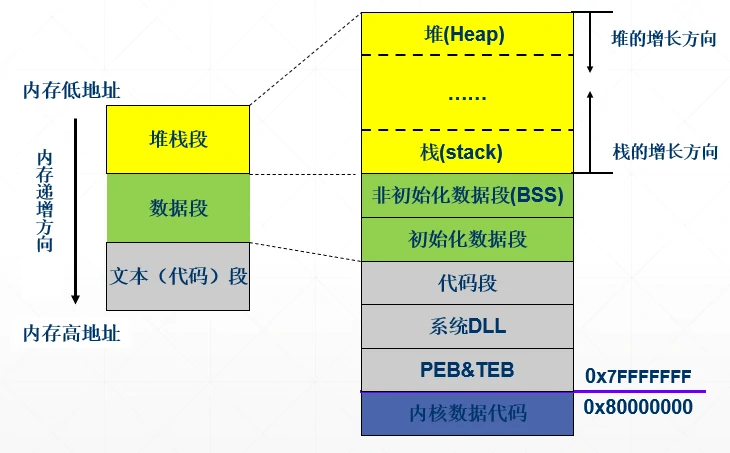 内存低地址
内存递增方向
内存高地址
堆栈段
数据段
文本（代码）段
堆(Heap)
......
栈(stack)
非初始化数据段(BSS)
初始化数据段
代码段
系统DLL
PEB&TEB
内核数据代码
堆的增长方向
栈的增长方向
0x7FFFFFFF
0x80000000